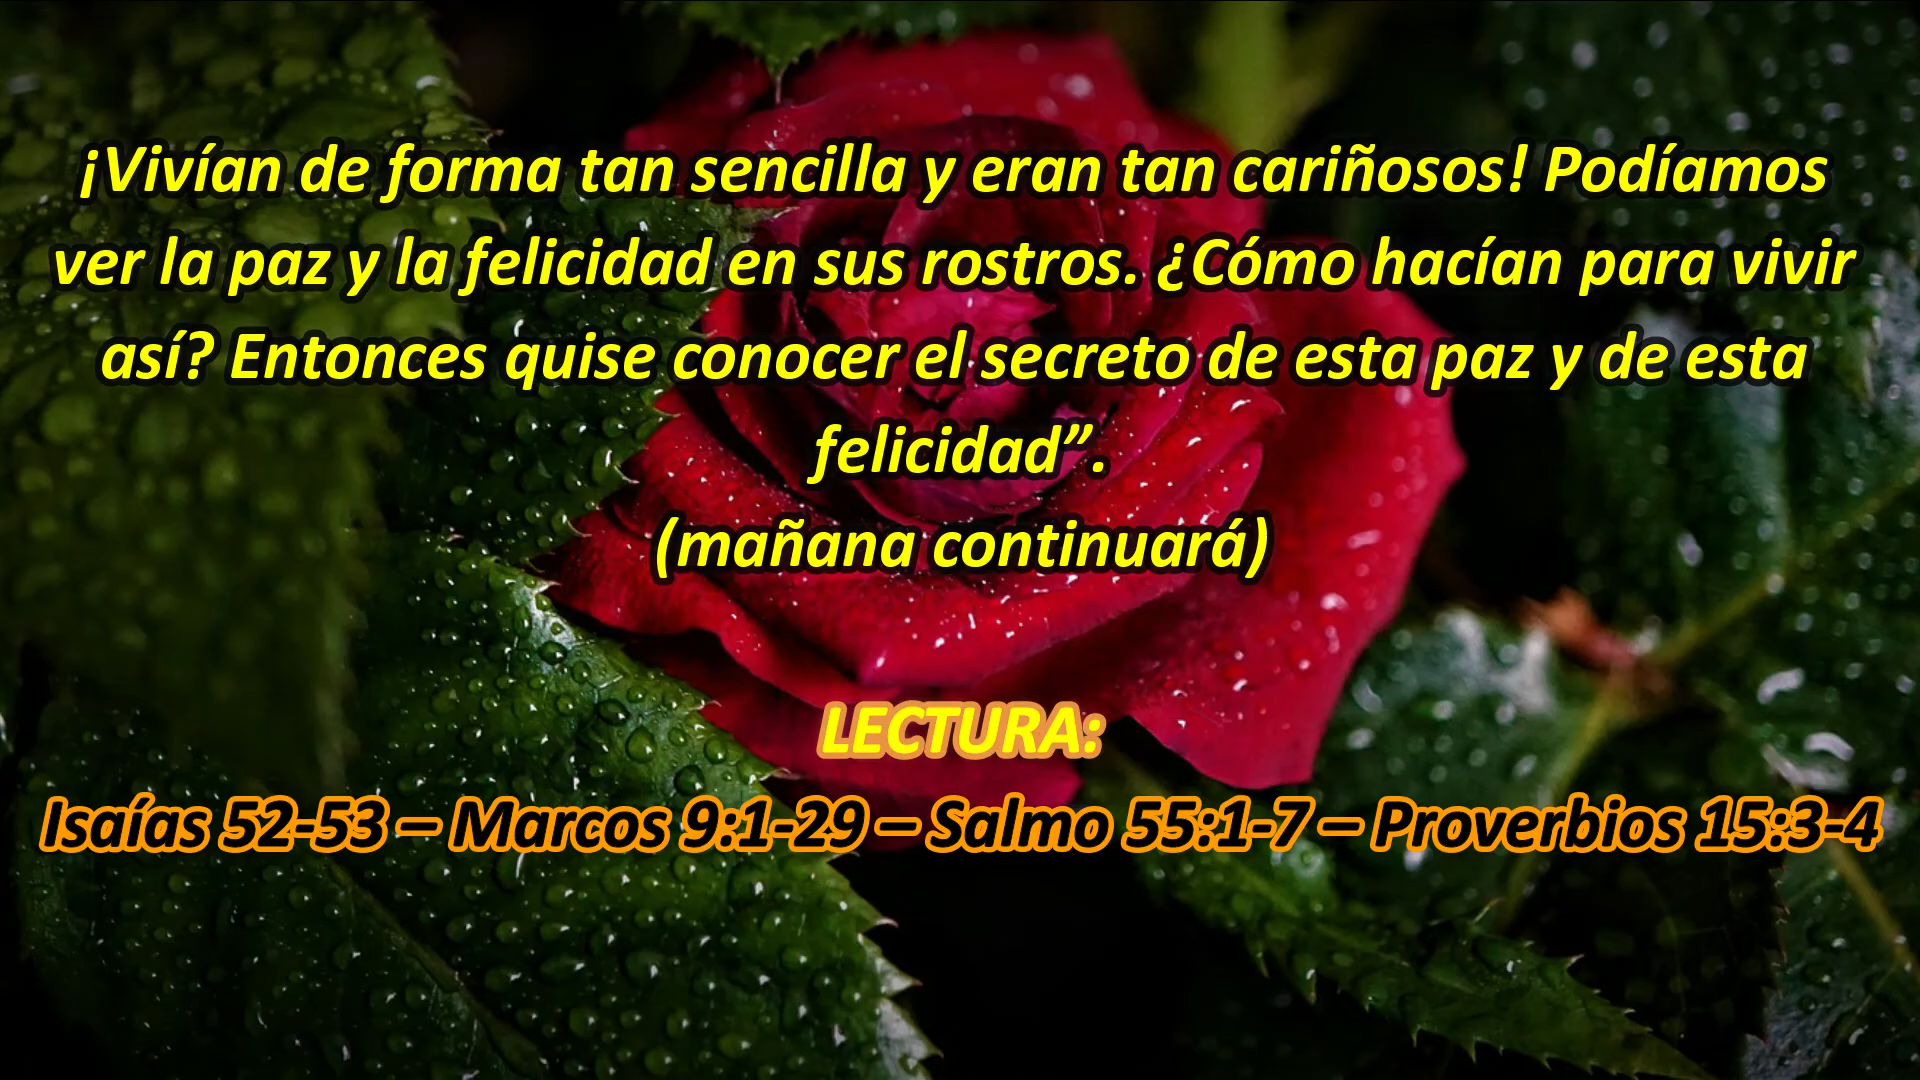 ¡Vivían de forma tan sencilla y eran tan cariñosos! Podíamos
ver la paz y la felicidad en sus rostros. ¿Cómo hacían para vivir
así? Entonces quise conocer el secreto de esta paz y de esta
felicidad”.
(mañana continuará)
LECTURA:
Isaías 52-53 – Marcos 9:1-29 – Salmo 55:1-7 – Proverbios 15:3-4